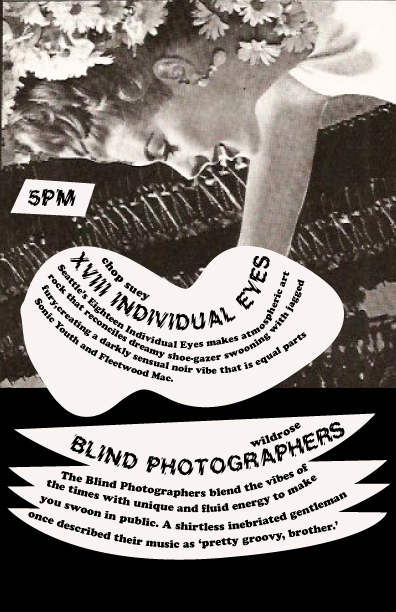 5PM
chop suey
XVIII INDIVIDUAL EYES
Seattle's Eighteen Individual Eyes makes atmospheric art
rock that reconciles dreamy shoe-gazer swooning with jagged
fury, creating a darkly sensual noir vibe that is equal parts
Sonic Youth and Fleetwood Mac.
wildrose
BLIND PHOTOGRAPHERS
The Blind Photographers blend the vibes of
the times with unique and fluid energy to make
you swoon in public. A shirtless inebriated gentleman
once described their music as ‘pretty groovy, brother.’